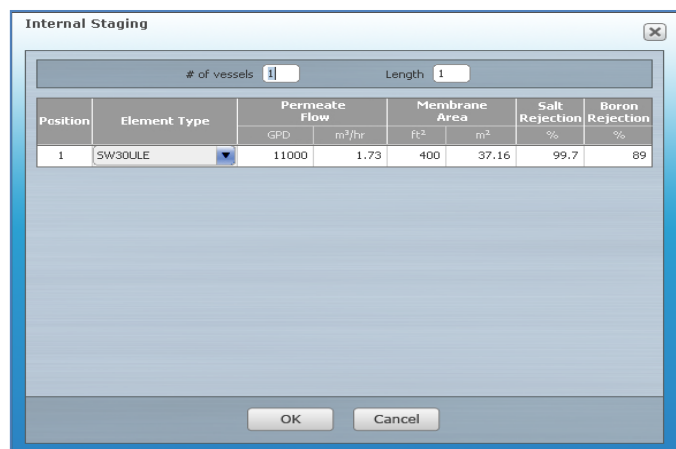 Internal Staging
# of vessels 1 Length 1
Position Element Type Permeate Flow Membrane Area Salt Rejection Boron Rejection
GPD m³/hr ft² m² % %
1 SW30ULE 11000 1.73 400 37.16 99.7 89
OK Cancel